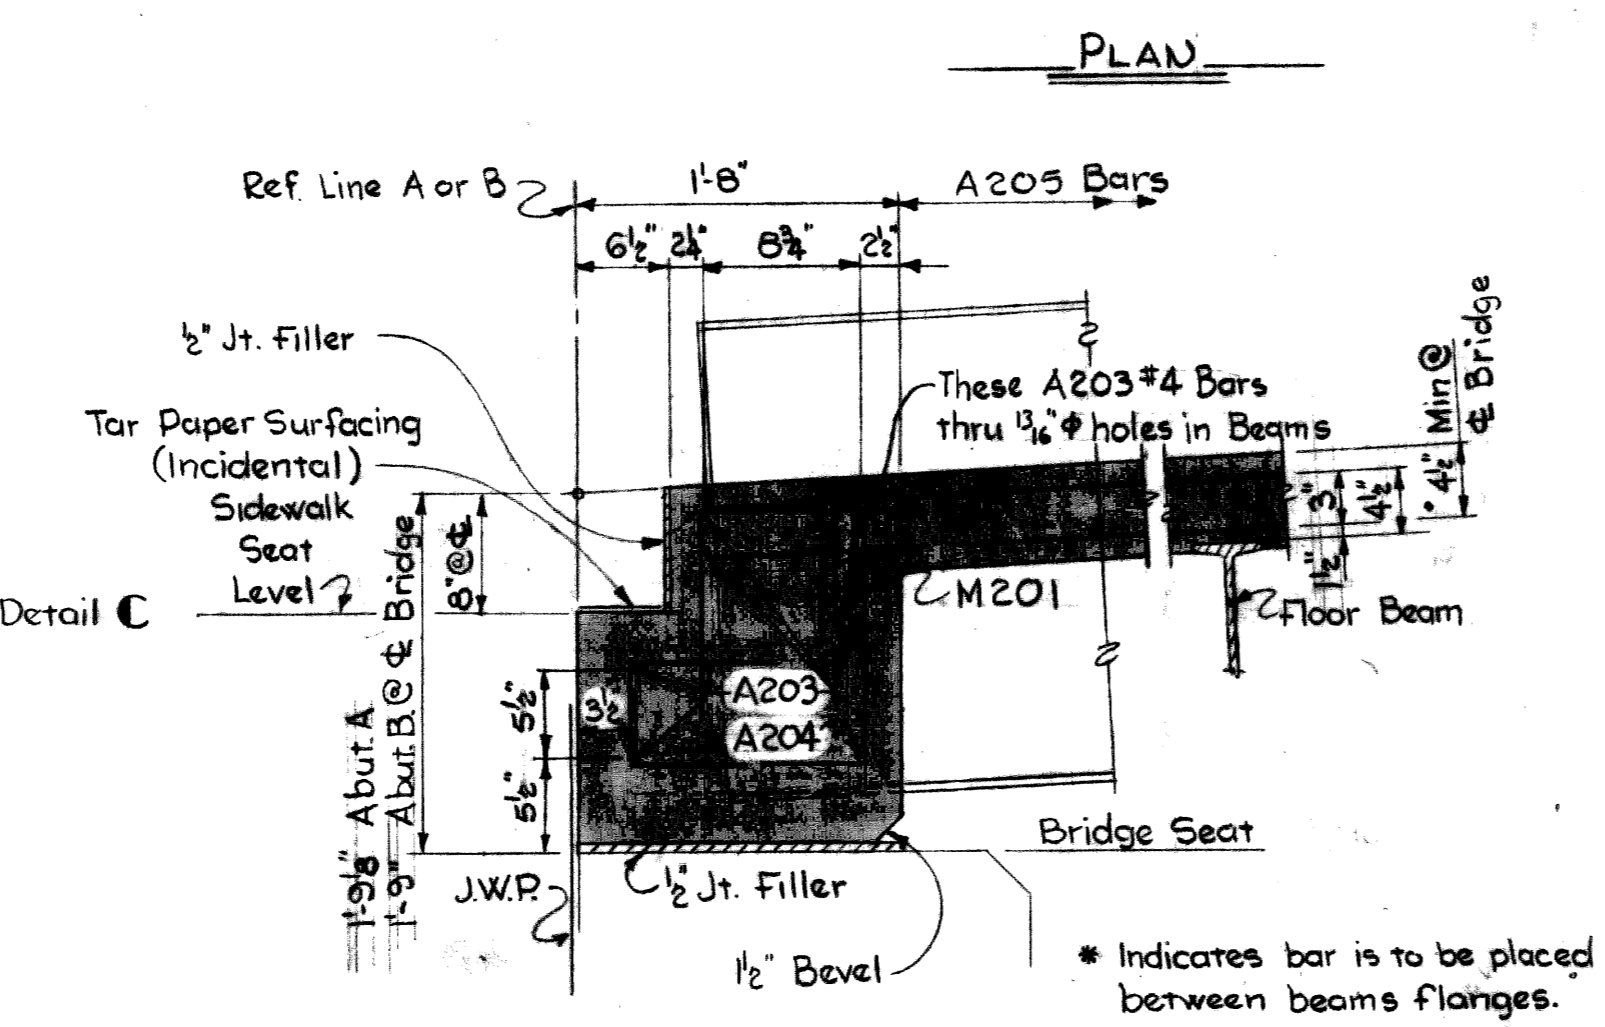 PLAN
Ref. Line A or B
1'-8"
A205 Bars
6½" 2¼" 8¾" 2½"
½" Jt. Filler
These A203 #4 Bars
thru 13/16" Φ holes in Beams
Tar Paper Surfacing
(Incidental)
Sidewalk
Seat
Level
Detail C
8" @ ℄
1'-9⅛" Abut. A
1'-9" Abut. B. @ ℄ Bridge
M201
Floor Beam
3"
4½"
1½"
4½" Min @
℄ Bridge
5½"
3½
A203
A204
5½"
Bridge Seat
J.W.P.
½" Jt. Filler
1½" Bevel
* Indicates bar is to be placed
between beams flanges.